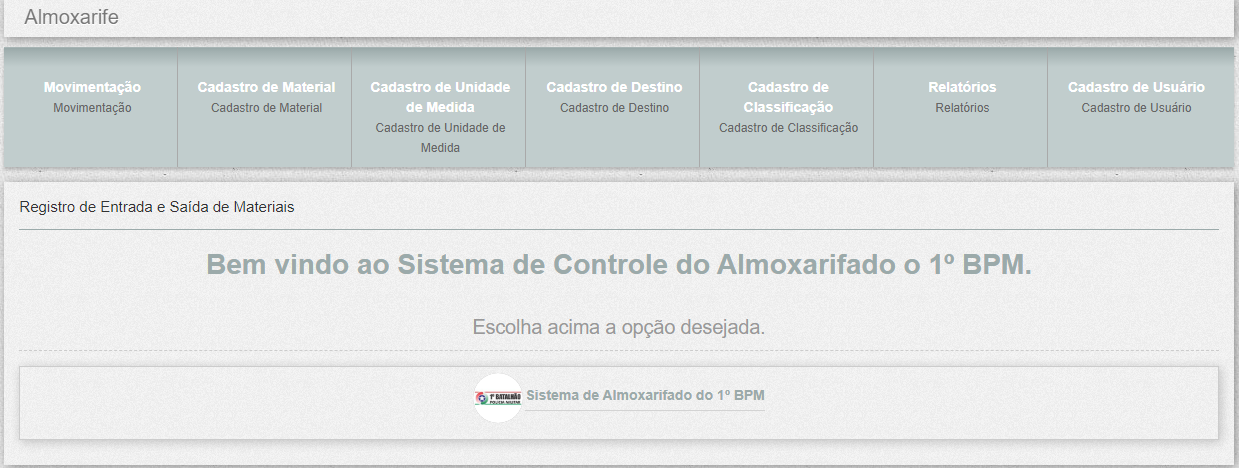 Almoxarife
Movimentação
Movimentação
Cadastro de Material
Cadastro de Material
Cadastro de Unidade
de Medida
Cadastro de Unidade de
Medida
Cadastro de Destino
Cadastro de Destino
Cadastro de
Classificação
Cadastro de Classificação
Relatórios
Relatórios
Cadastro de Usuário
Cadastro de Usuário
Registro de Entrada e Saída de Materiais
Bem vindo ao Sistema de Controle do Almoxarifado o 1º BPM.
Escolha acima a opção desejada.
1º BATALHÃO
POLICIA MILITAR
Sistema de Almoxarifado do 1º BPM